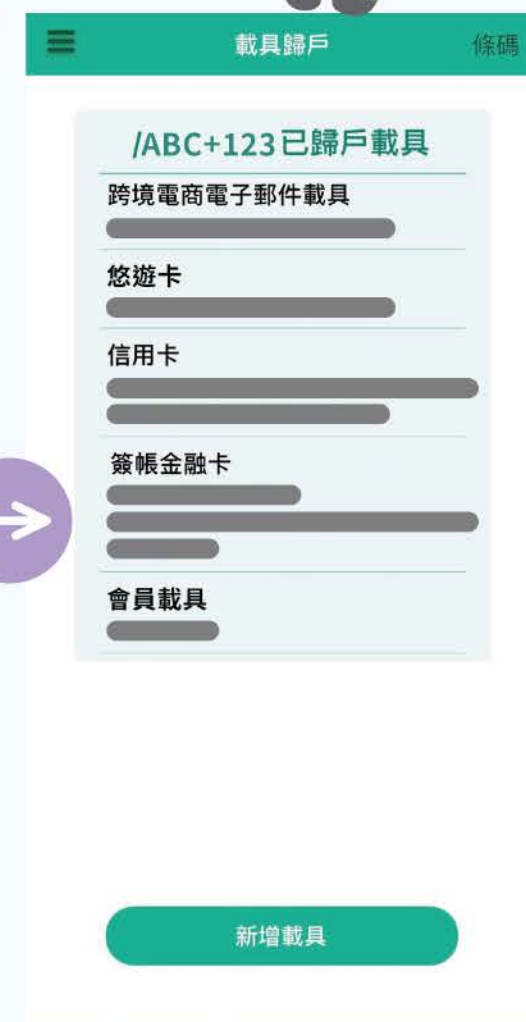 載具歸戶
條碼
/ABC+123已歸戶載具
跨境電商電子郵件載具
悠遊卡
信用卡
簽帳金融卡
會員載具
新增載具